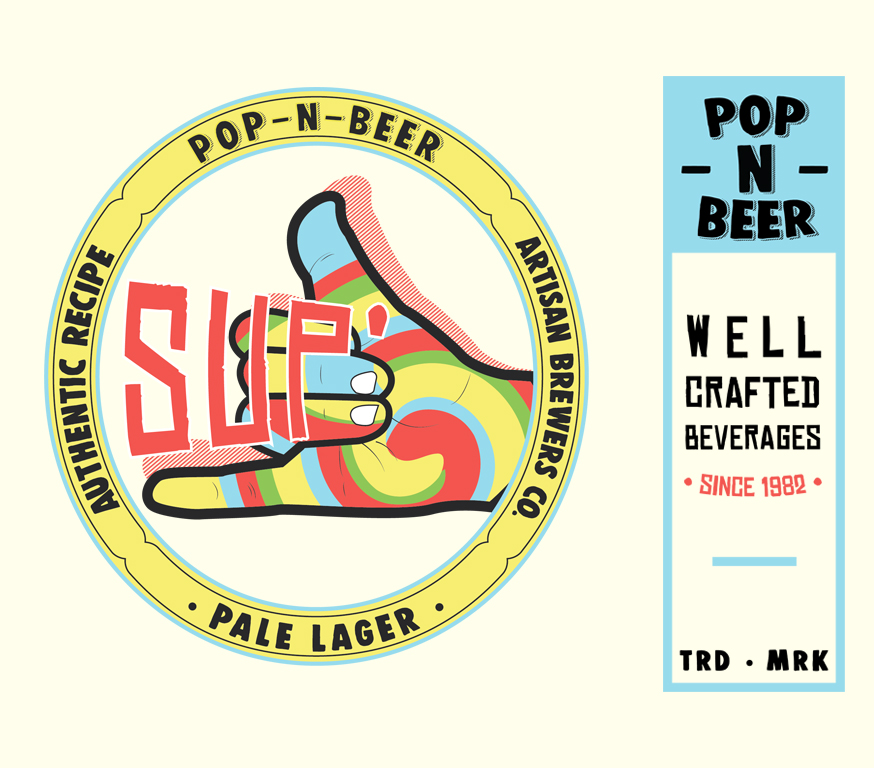 POP-N-BEER
AUTHENTIC RECIPE
ARTISAN BREWERS CO.
SUP'
• PALE LAGER •
POP
- N -
BEER
WELL
CRAFTED
BEVERAGES
• SINCE 1982 •
TRD • MRK